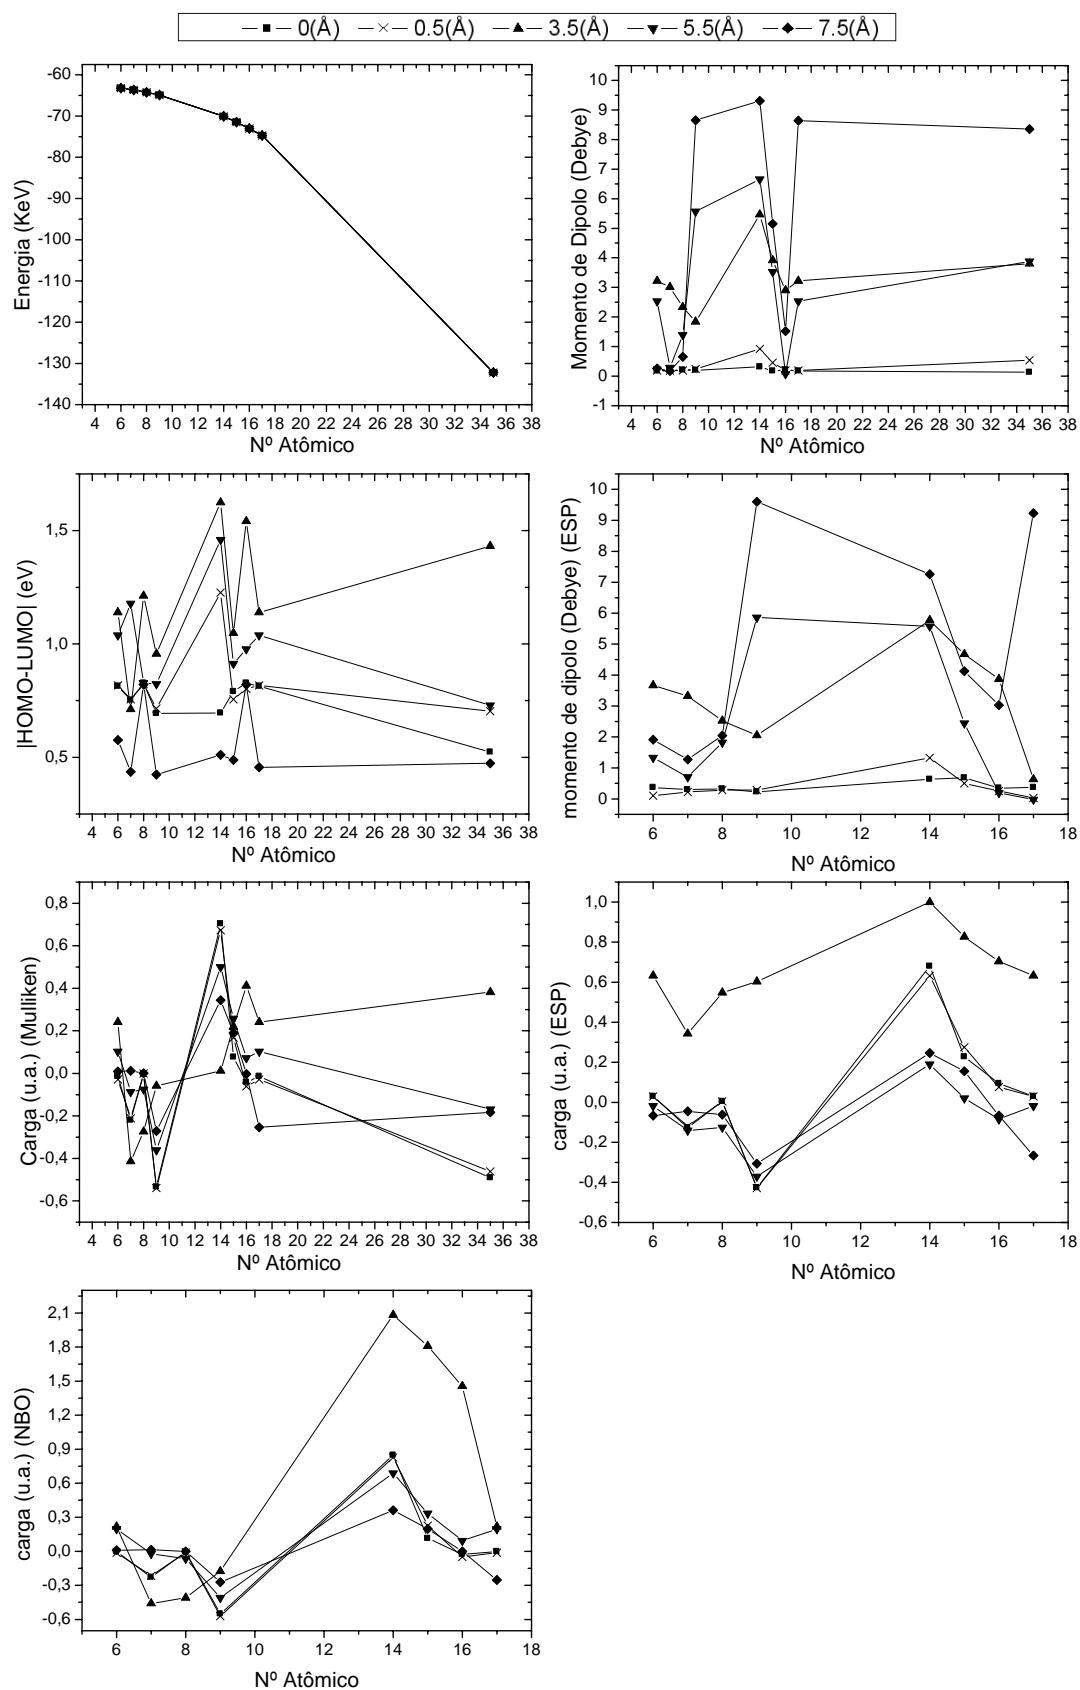 0(Å) 0.5(Å) 3.5(Å) 5.5(Å) 7.5(Å)
Energia (KeV)
-60
-70
-80
-90
-100
-110
-120
-130
-140
4 6 8 10 12 14 16 18 20 22 24 26 28 30 32 34 36 38
Nº Atômico
Momento de Dipolo (Debye)
10
9
8
7
6
5
4
3
2
1
0
-1
4 6 8 10 12 14 16 18 20 22 24 26 28 30 32 34 36 38
Nº Atômico
|HOMO-LUMO| (eV)
1,5
1,0
0,5
4 6 8 10 12 14 16 18 20 22 24 26 28 30 32 34 36 38
Nº Atômico
momento de dipolo (Debye) (ESP)
10
9
8
7
6
5
4
3
2
1
0
6 8 10 12 14 16 18
Nº Atômico
Carga (u.a.) (Mulliken)
0,8
0,6
0,4
0,2
0,0
-0,2
-0,4
-0,6
4 6 8 10 12 14 16 18 20 22 24 26 28 30 32 34 36 38
Nº Atômico
carga (u.a.) (ESP)
1,0
0,8
0,6
0,4
0,2
0,0
-0,2
-0,4
-0,6
6 8 10 12 14 16 18
Nº Atômico
carga (u.a.) (NBO)
2,1
1,8
1,5
1,2
0,9
0,6
0,3
0,0
-0,3
-0,6
6 8 10 12 14 16 18
Nº Atômico